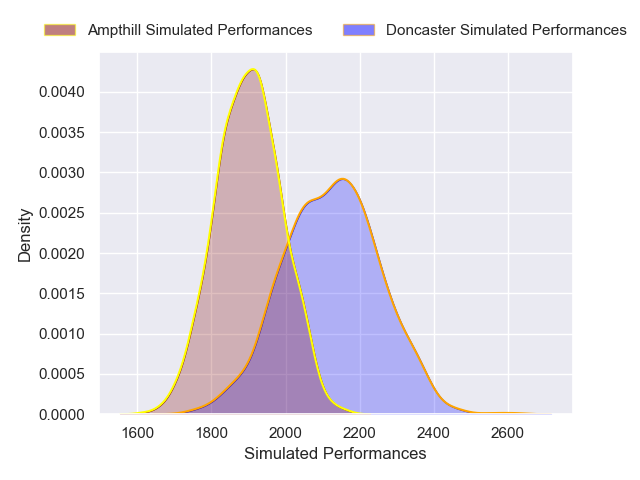 Ampthill Simulated Performances
Doncaster Simulated Performances
0.0040
0.0035
0.0030
0.0025
0.0020
0.0015
0.0010
0.0005
0.0000
Density
1600 1800 2000 2200 2400 2600
Simulated Performances